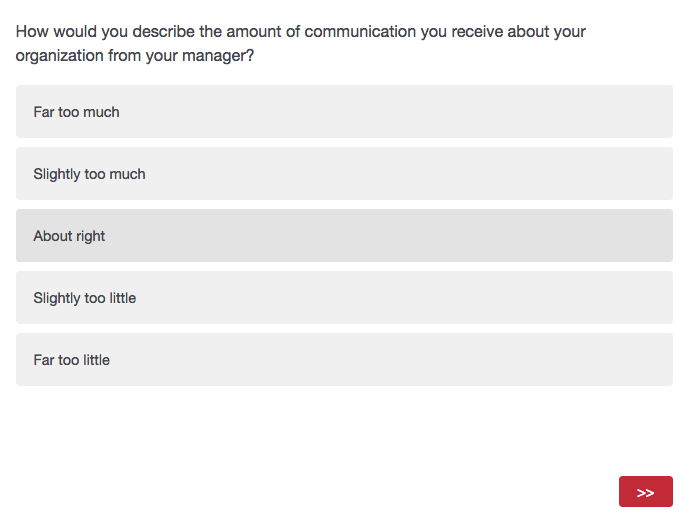 How would you describe the amount of communication you receive about your
organization from your manager?
Far too much
Slightly too much
About right
Slightly too little
Far too little
>>